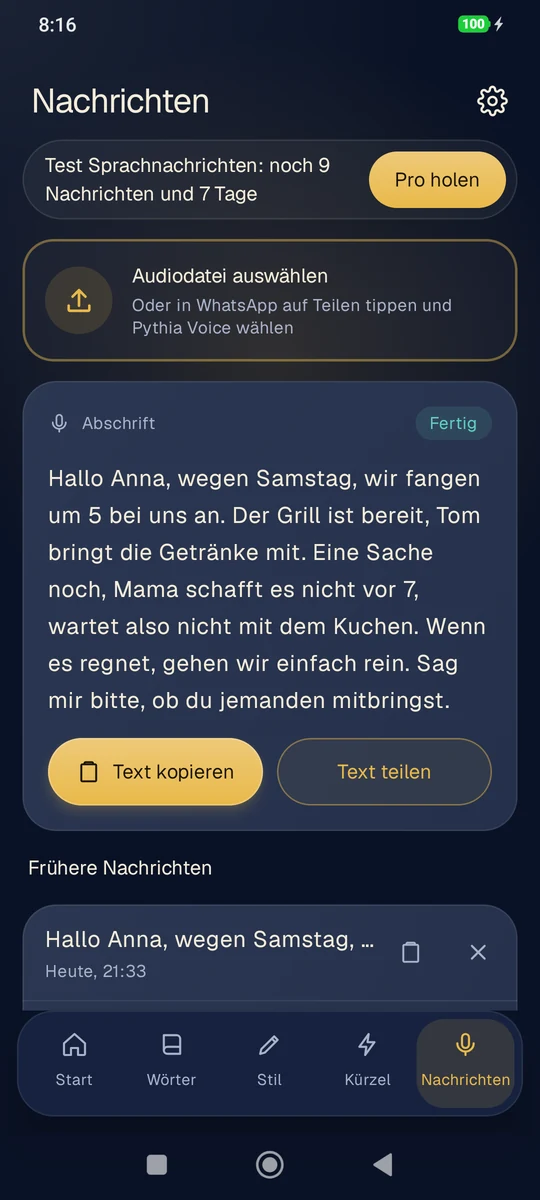 8:16
100
Nachrichten
Test Sprachnachrichten: noch 9
Nachrichten und 7 Tage
Pro holen
Audiodatei auswählen
Oder in WhatsApp auf Teilen tippen und
Pythia Voice wählen
Abschrift
Fertig
Hallo Anna, wegen Samstag, wir fangen
um 5 bei uns an. Der Grill ist bereit, Tom
bringt die Getränke mit. Eine Sache
noch, Mama schafft es nicht vor 7,
wartet also nicht mit dem Kuchen. Wenn
es regnet, gehen wir einfach rein. Sag
mir bitte, ob du jemanden mitbringst.
Text kopieren
Text teilen
Frühere Nachrichten
Hallo Anna, wegen Samstag, ...
Heute, 21:33
Start
Wörter
Stil
Kürzel
Nachrichten